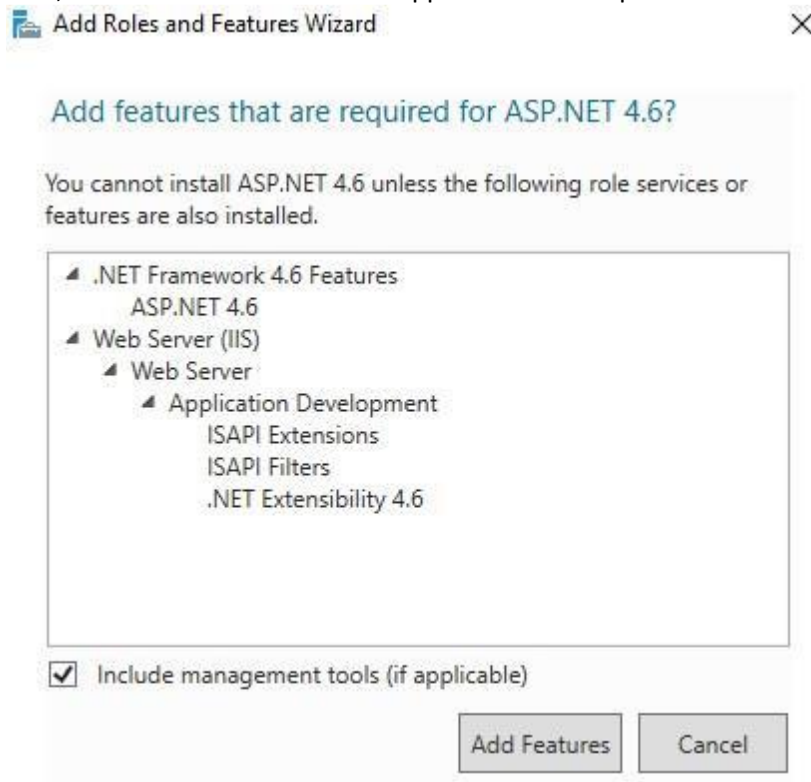 Add Roles and Features Wizard
Add features that are required for ASP.NET 4.6?
You cannot install ASP.NET 4.6 unless the following role services or
features are also installed.
.NET Framework 4.6 Features
ASP.NET 4.6
Web Server (IIS)
Web Server
Application Development
ISAPI Extensions
ISAPI Filters
.NET Extensibility 4.6
Include management tools (if applicable)
Add Features Cancel